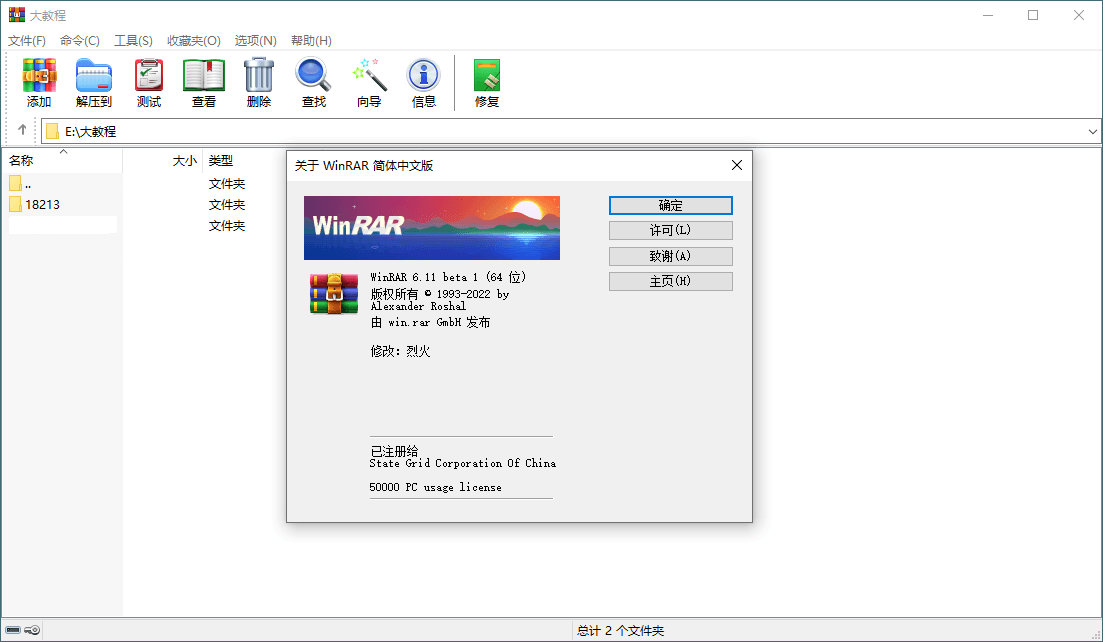 大教程
文件(F) 命令(C) 工具(S) 收藏夹(O) 选项(N) 帮助(H)
添加 解压到 测试 查看 删除 查找 向导 信息 修复
E:\大教程
名称 大小 类型
.. 文件夹
18213 文件夹
文件夹
关于 WinRAR 简体中文版
WinRAR
确定
许可(L)
致谢(A)
主页(H)
WinRAR 6.11 beta 1 (64 位)
版权所有 © 1993-2022 by
Alexander Roshal
由 win.rar GmbH 发布
修改：烈火
已注册给
State Grid Corporation Of China
50000 PC usage license
总计 2 个文件夹